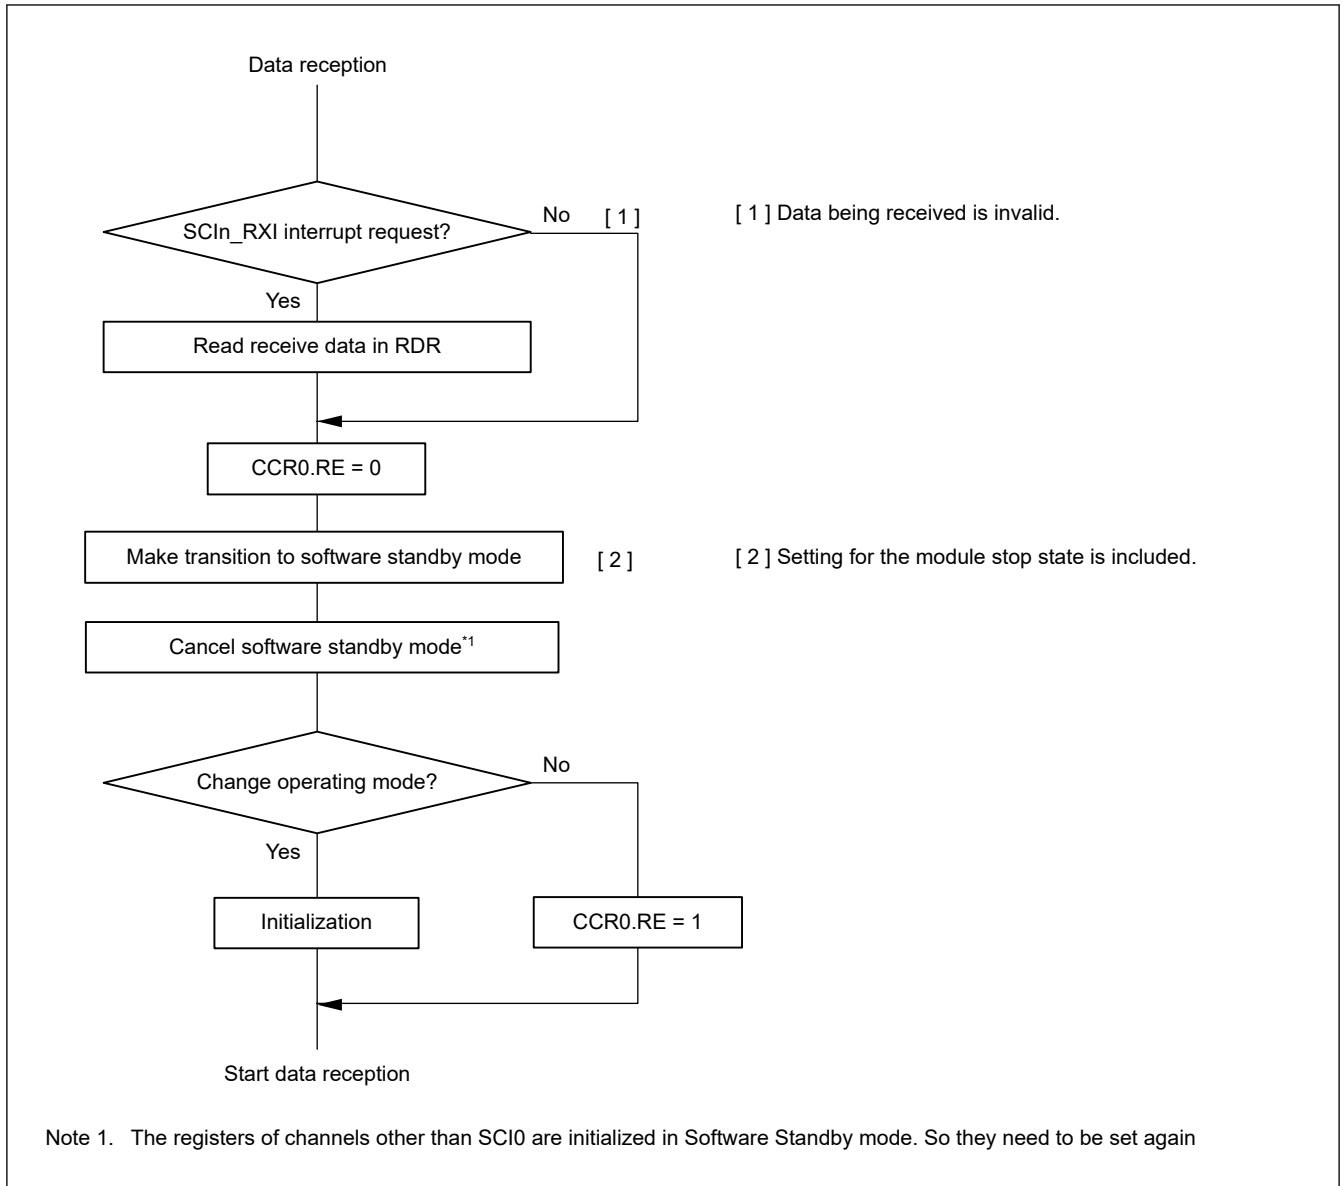 Data reception
SCIn_RXI interrupt request?
No [ 1 ]
[ 1 ] Data being received is invalid.
Yes
Read receive data in RDR
CCR0.RE = 0
Make transition to software standby mode
[ 2 ]
[ 2 ] Setting for the module stop state is included.
Cancel software standby mode*1
Change operating mode?
No
Yes
Initialization
CCR0.RE = 1
Start data reception
Note 1. The registers of channels other than SCI0 are initialized in Software Standby mode. So they need to be set again